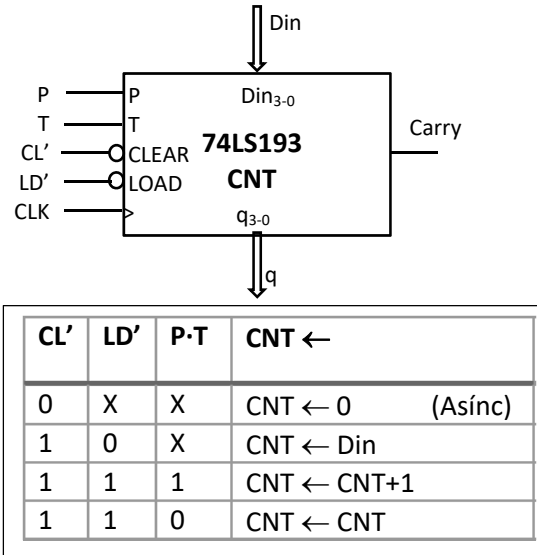 Din
P P Din3-0
T T 74LS193 Carry
CL’ CLEAR CNT
LD’ LOAD
CLK q3-0
q
CL’ LD’ P·T CNT ←
0 X X CNT ← 0 (Asínc)
1 0 X CNT ← Din
1 1 1 CNT ← CNT+1
1 1 0 CNT ← CNT